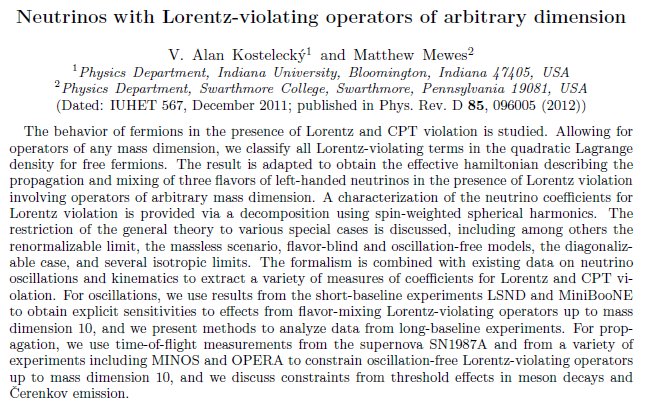 Neutrinos with Lorentz-violating operators of arbitrary dimension
V. Alan Kostelecký¹ and Matthew Mewes²
¹Physics Department, Indiana University, Bloomington, Indiana 47405, USA
²Physics Department, Swarthmore College, Swarthmore, Pennsylvania 19081, USA
(Dated: IUHET 567, December 2011; published in Phys. Rev. D 85, 096005 (2012))
The behavior of fermions in the presence of Lorentz and CPT violation is studied. Allowing for
operators of any mass dimension, we classify all Lorentz-violating terms in the quadratic Lagrange
density for free fermions. The result is adapted to obtain the effective hamiltonian describing the
propagation and mixing of three flavors of left-handed neutrinos in the presence of Lorentz violation
involving operators of arbitrary mass dimension. A characterization of the neutrino coefficients for
Lorentz violation is provided via a decomposition using spin-weighted spherical harmonics. The
restriction of the general theory to various special cases is discussed, including among others the
renormalizable limit, the massless scenario, flavor-blind and oscillation-free models, the diagonaliz-
able case, and several isotropic limits. The formalism is combined with existing data on neutrino
oscillations and kinematics to extract a variety of measures of coefficients for Lorentz and CPT vi-
olation. For oscillations, we use results from the short-baseline experiments LSND and MiniBooNE
to obtain explicit sensitivities to effects from flavor-mixing Lorentz-violating operators up to mass
dimension 10, and we present methods to analyze data from long-baseline experiments. For prop-
agation, we use time-of-flight measurements from the supernova SN1987A and from a variety of
experiments including MINOS and OPERA to constrain oscillation-free Lorentz-violating operators
up to mass dimension 10, and we discuss constraints from threshold effects in meson decays and
Čerenkov emission.